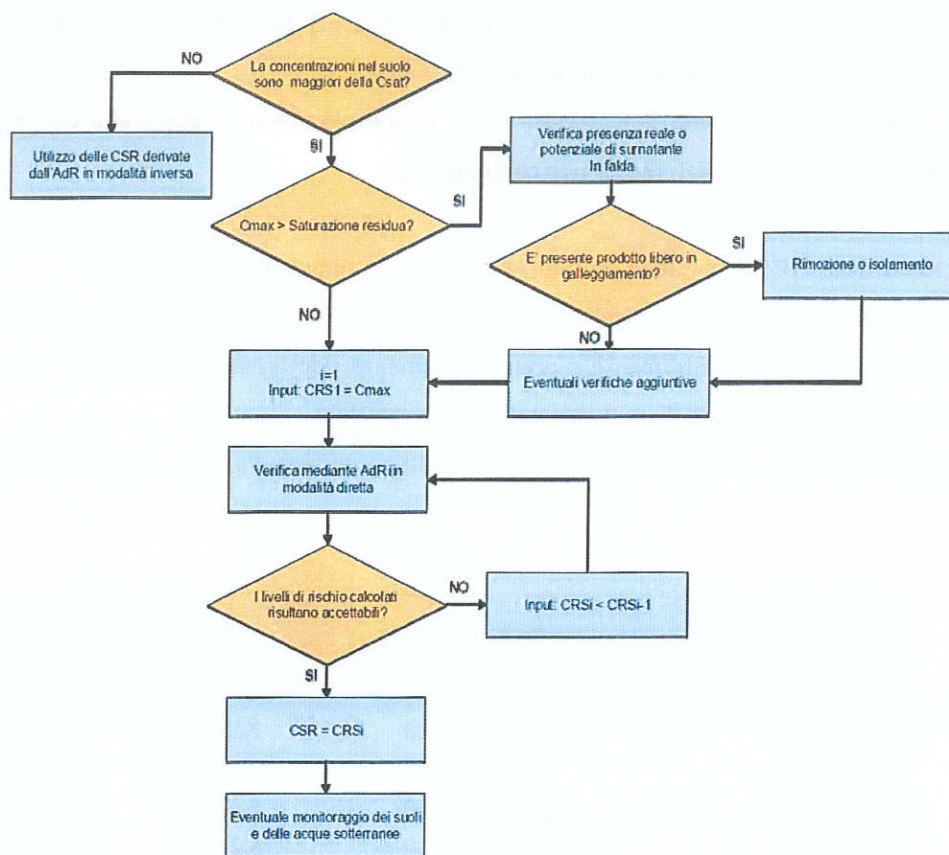 NO
La concentrazioni nel suolo
sono maggiori della Csat?
Utilizzo delle CSR derivate
dall'AdR in modalità inversa
SI
Verifica presenza reale o
potenziale di surnatante
In falda
SI
Cmax > Saturazione residua?
E' presente prodotto libero in
galleggiamento?
SI
Rimozione o isolamento
NO
NO
i=1
Input: CRS1 = Cmax
Eventuali verifiche aggiuntive
Verifica mediante AdR in
modalità diretta
I livelli di rischio calcolati
risultano accettabili?
NO
Input: CRSi < CRSi-1
SI
CSR = CRSi
Eventuale monitoraggio dei suoli
e delle acque sotterranee